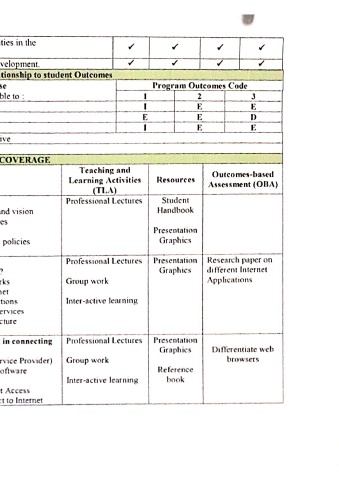 ties in the
✓ ✓ ✓ ✓
velopment. ✓ ✓ ✓ ✓
tionship to student Outcomes
se Program Outcomes Code
ble to : 1 2 3
I E E
E E D
I E E
ive
COVERAGE
Teaching and
Learning Activities
(TLA)
Resources
Outcomes-based
Assessment (OBA)
and vision
es
policies
Professional Lectures
Student
Handbook
Presentation
Graphics
?
rks
net
tions
ervices
cture
Professional Lectures
Group work
Inter-active learning
Presentation
Graphics
Research paper on
different Internet
Applications
in connecting
rvice Provider)
oftware
t Access
ct to Internet
Professional Lectures
Group work
Inter-active learning
Presentation
Graphics
Reference
book
Differentiate web
browsers